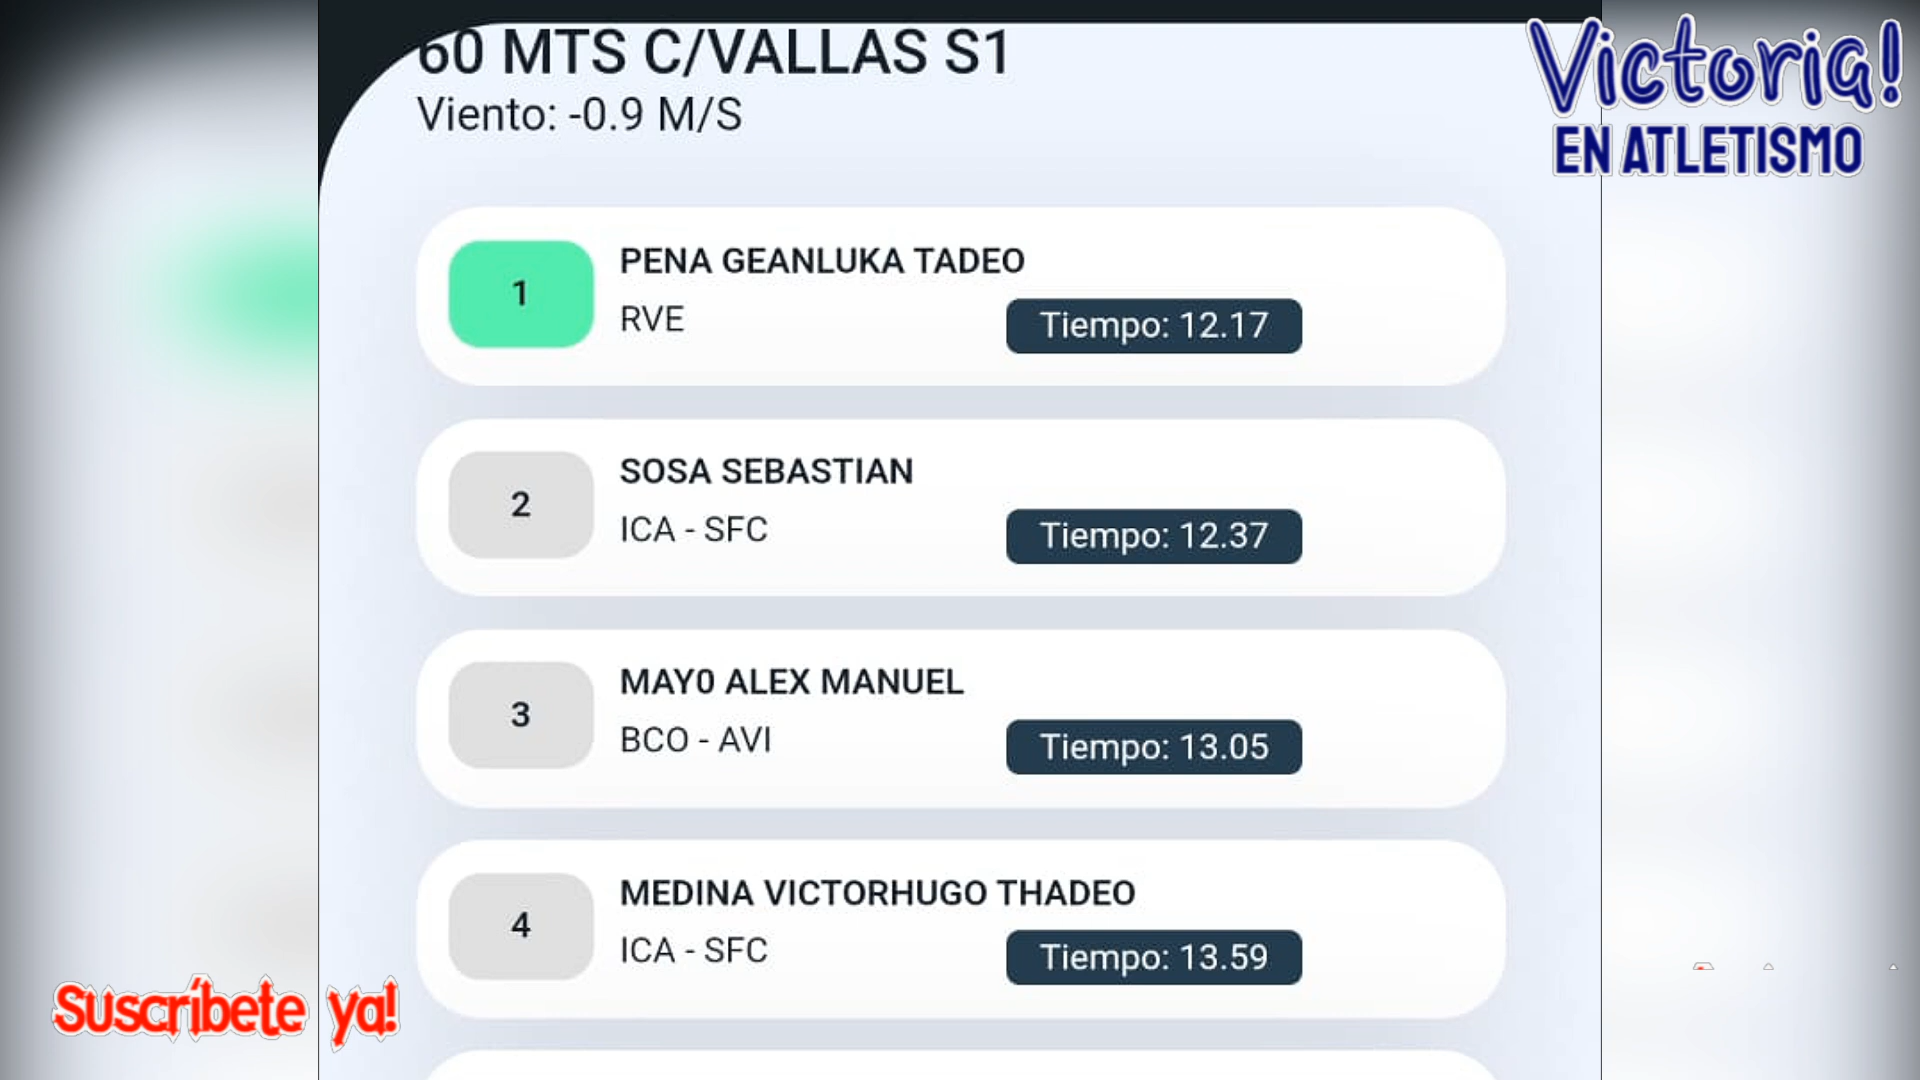 60 MTS C/VALLAS S1
Viento: -0.9 M/S
Victoria!
EN ATLETISMO
1
PENA GEANLUKA TADEO
RVE
Tiempo: 12.17
2
SOSA SEBASTIAN
ICA - SFC
Tiempo: 12.37
3
MAY0 ALEX MANUEL
BCO - AVI
Tiempo: 13.05
4
MEDINA VICTORHUGO THADEO
ICA - SFC
Tiempo: 13.59
Suscríbete ya!